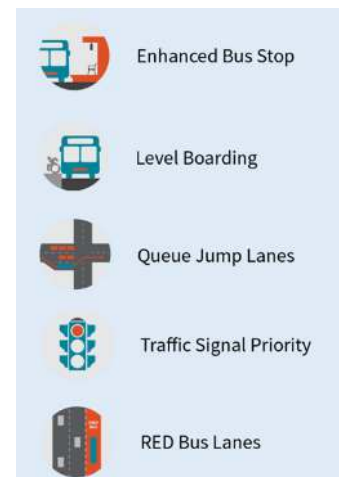 Enhanced Bus Stop
Level Boarding
Queue Jump Lanes
Traffic Signal Priority
RED Bus Lanes